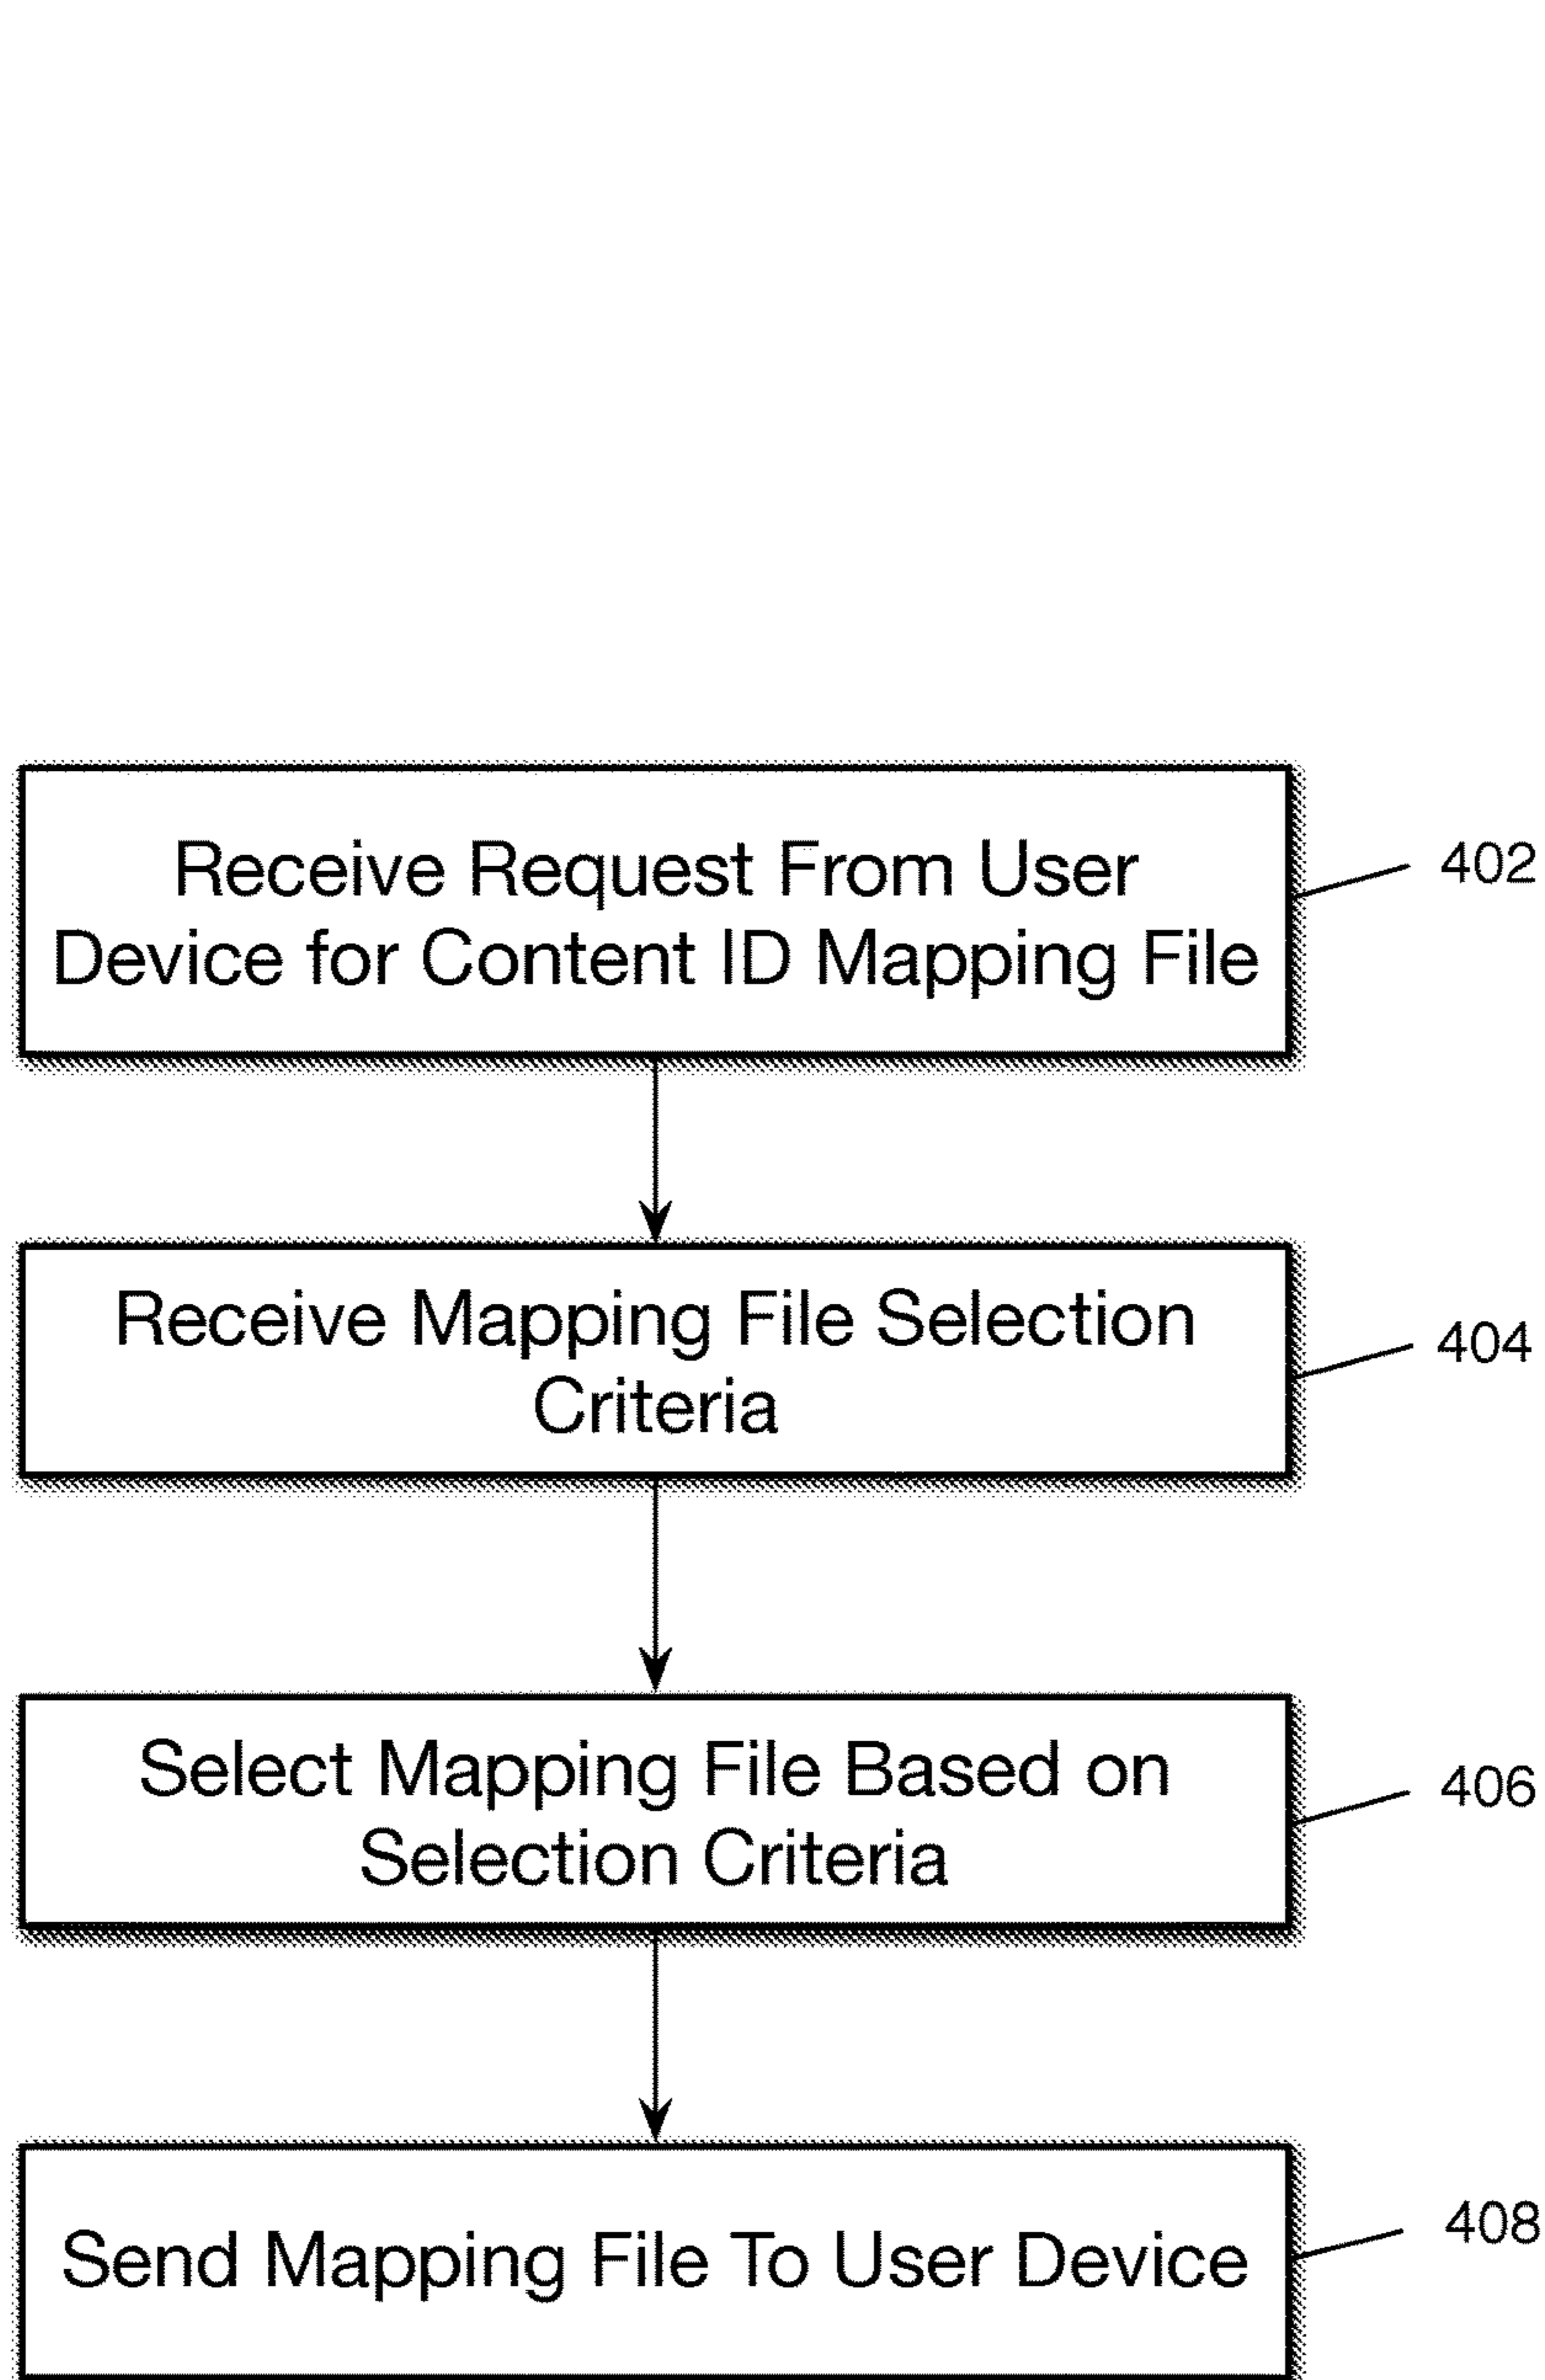 Receive Request From User
Device for Content ID Mapping File
402
Receive Mapping File Selection
Criteria
404
Select Mapping File Based on
Selection Criteria
406
Send Mapping File To User Device
408